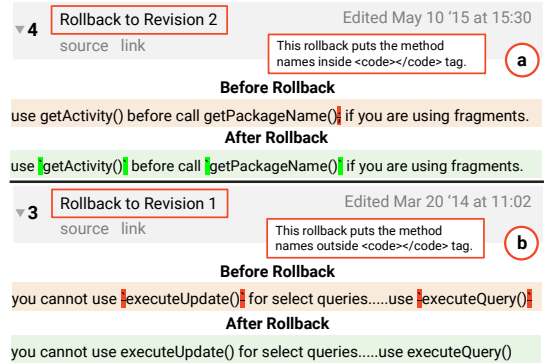 4 Rollback to Revision 2 Edited May 10 '15 at 15:30
source link
This rollback puts the method
names inside <code></code> tag.
a
Before Rollback
use getActivity() before call getPackageName(); if you are using fragments.
After Rollback
use `getActivity()` before call `getPackageName()` if you are using fragments.
3 Rollback to Revision 1 Edited Mar 20 '14 at 11:02
source link
This rollback puts the method
names outside <code></code> tag.
b
Before Rollback
you cannot use `executeUpdate()` for select queries.....use `executeQuery()`
After Rollback
you cannot use executeUpdate() for select queries.....use executeQuery()